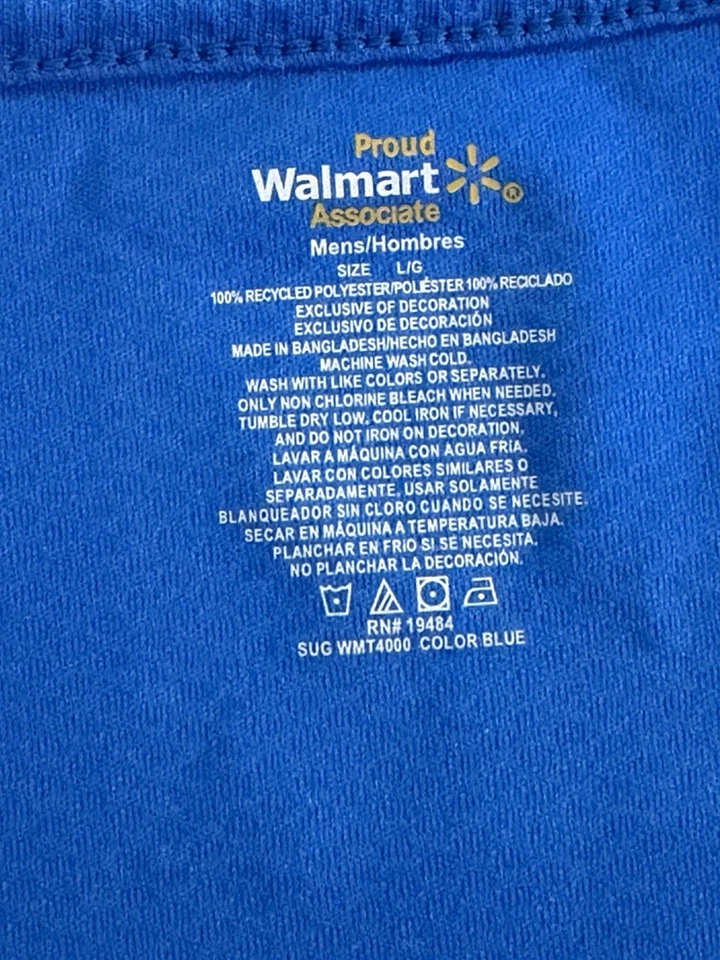 Proud
Walmart ®
Associate
Mens/Hombres
SIZE L/G
100% RECYCLED POLYESTER/POLIÉSTER 100% RECICLADO
EXCLUSIVE OF DECORATION
EXCLUSIVO DE DECORACIÓN
MADE IN BANGLADESH/HECHO EN BANGLADESH
MACHINE WASH COLD.
WASH WITH LIKE COLORS OR SEPARATELY.
ONLY NON CHLORINE BLEACH WHEN NEEDED.
TUMBLE DRY LOW, COOL IRON IF NECESSARY,
AND DO NOT IRON ON DECORATION.
LAVAR A MÁQUINA CON AGUA FRíA.
LAVAR CON COLORES SIMILARES O
SEPARADAMENTE, USAR SOLAMENTE
BLANQUEADOR SIN CLORO CUANDO SE NECESITE.
SECAR EN MÁQUINA A TEMPERATURA BAJA.
PLANCHAR EN FRíO SI SE NECESITA.
NO PLANCHAR LA DECORACIÓN.
RN# 19484
SUG WMT4000 COLOR BLUE